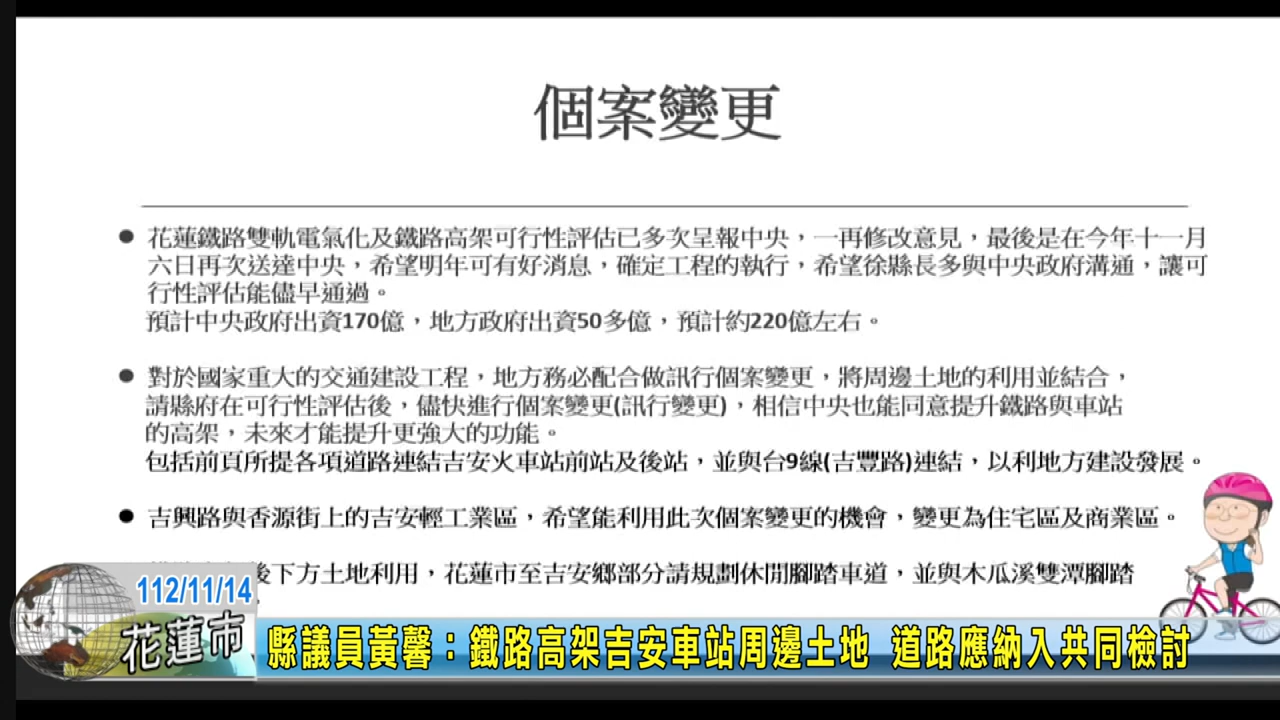 個案變更
● 花蓮鐵路雙軌電氣化及鐵路高架可行性評估已多次呈報中央，一再修改意見，最後是在今年十一月
六日再次送達中央，希望明年可有好消息，確定工程的執行，希望徐縣長多與中央政府溝通，讓可
行性評估能儘早通過。
預計中央政府出資170億，地方政府出資50多億，預計約220億左右。
● 對於國家重大的交通建設工程，地方務必配合做訊行個案變更，將周邊土地的利用並結合，
請縣府在可行性評估後，儘快進行個案變更(訊行變更)，相信中央也能同意提升鐵路與車站
的高架，未來才能提升更強大的功能。
包括前頁所提各項道路連結吉安火車站前站及後站，並與台9線(吉豐路)連結，以利地方建設發展。
● 吉興路與香源街上的吉安輕工業區，希望能利用此次個案變更的機會，變更為住宅區及商業區。
後下方土地利用，花蓮市至吉安鄉部分請規劃休閒腳踏車道，並與木瓜溪雙潭腳踏
112/11/14
花蓮市
縣議員黃馨：鐵路高架吉安車站周邊土地 道路應納入共同檢討